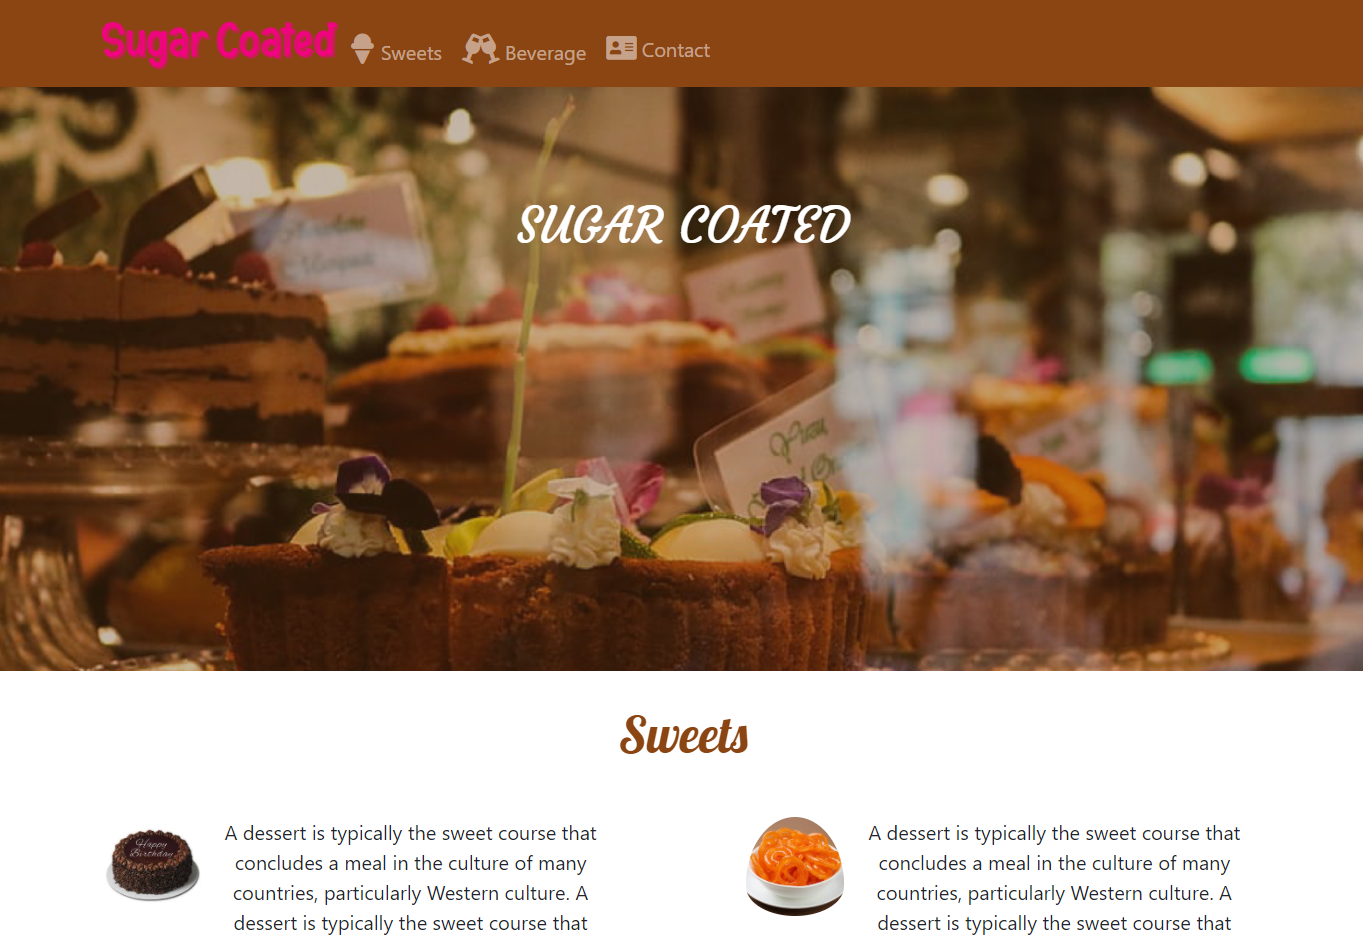 Sugar Coated
Sweets
Beverage
Contact
SUGAR COATED
Sweets
Happy
Birthday
A dessert is typically the sweet course that
concludes a meal in the culture of many
countries, particularly Western culture. A
dessert is typically the sweet course that
A dessert is typically the sweet course that
concludes a meal in the culture of many
countries, particularly Western culture. A
dessert is typically the sweet course that